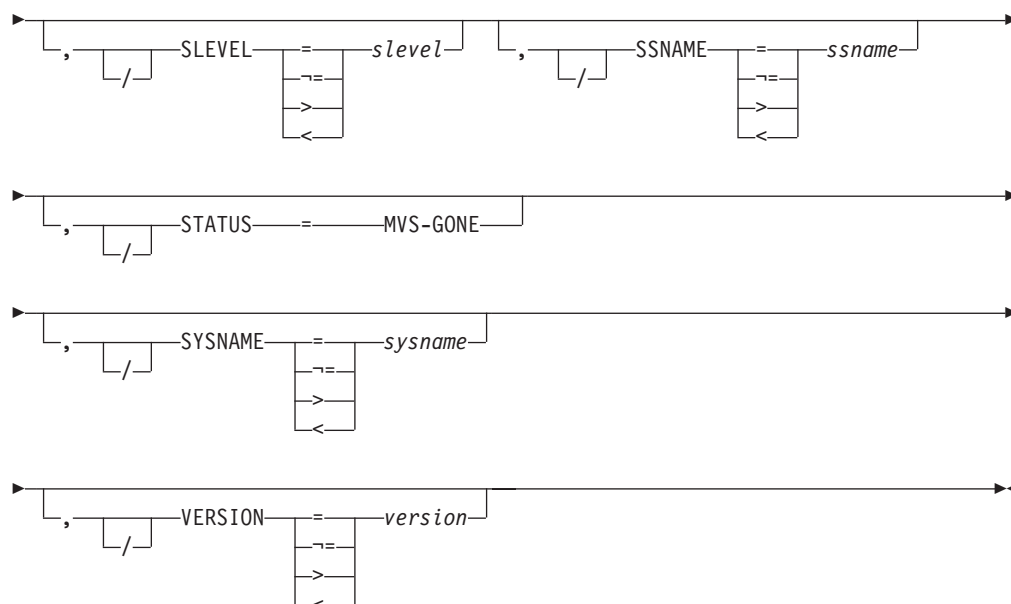 , / SLEVEL = slevel , / SSNAME = ssname
¬= ¬=
> >
< <
, / STATUS = MVS-GONE
, / SYSNAME = sysname
¬=
>
<
, / VERSION = version
¬=
>
<